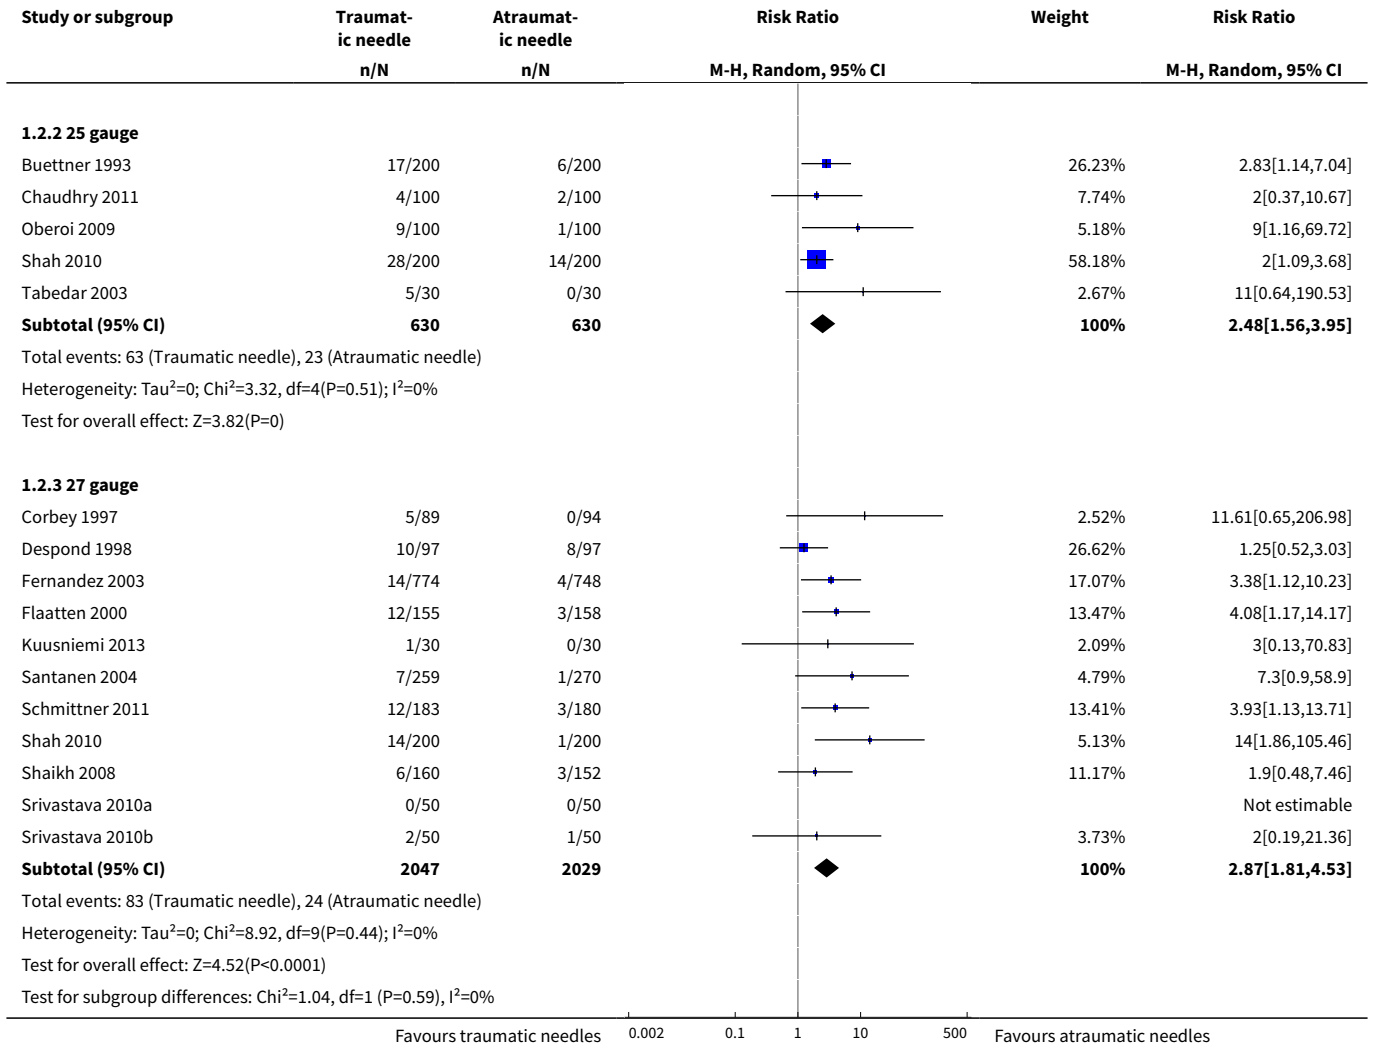 Study or subgroup Traumat- Atraumat- Risk Ratio Weight Risk Ratio
ic needle ic needle
n/N n/N M-H, Random, 95% CI M-H, Random, 95% CI
1.2.2 25 gauge
Buettner 1993 17/200 6/200 26.23% 2.83[1.14,7.04]
Chaudhry 2011 4/100 2/100 7.74% 2[0.37,10.67]
Oberoi 2009 9/100 1/100 5.18% 9[1.16,69.72]
Shah 2010 28/200 14/200 58.18% 2[1.09,3.68]
Tabedar 2003 5/30 0/30 2.67% 11[0.64,190.53]
Subtotal (95% CI) 630 630 100% 2.48[1.56,3.95]
Total events: 63 (Traumatic needle), 23 (Atraumatic needle)
Heterogeneity: Tau²=0; Chi²=3.32, df=4(P=0.51); I²=0%
Test for overall effect: Z=3.82(P=0)
1.2.3 27 gauge
Corbey 1997 5/89 0/94 2.52% 11.61[0.65,206.98]
Despond 1998 10/97 8/97 26.62% 1.25[0.52,3.03]
Fernandez 2003 14/774 4/748 17.07% 3.38[1.12,10.23]
Flaatten 2000 12/155 3/158 13.47% 4.08[1.17,14.17]
Kuusniemi 2013 1/30 0/30 2.09% 3[0.13,70.83]
Santanen 2004 7/259 1/270 4.79% 7.3[0.9,58.9]
Schmittner 2011 12/183 3/180 13.41% 3.93[1.13,13.71]
Shah 2010 14/200 1/200 5.13% 14[1.86,105.46]
Shaikh 2008 6/160 3/152 11.17% 1.9[0.48,7.46]
Srivastava 2010a 0/50 0/50 Not estimable
Srivastava 2010b 2/50 1/50 3.73% 2[0.19,21.36]
Subtotal (95% CI) 2047 2029 100% 2.87[1.81,4.53]
Total events: 83 (Traumatic needle), 24 (Atraumatic needle)
Heterogeneity: Tau²=0; Chi²=8.92, df=9(P=0.44); I²=0%
Test for overall effect: Z=4.52(P<0.0001)
Test for subgroup differences: Chi²=1.04, df=1 (P=0.59), I²=0%
Favours traumatic needles 0.002 0.1 1 10 500 Favours atraumatic needles